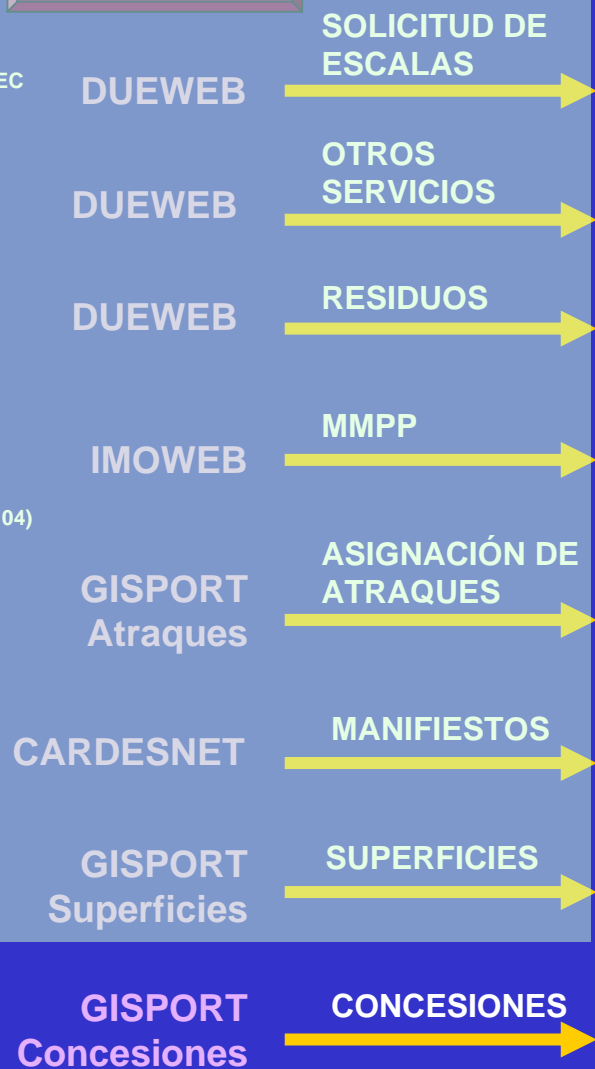 SOLICITUD DE
ESCALAS
EC
DUEWEB
OTROS
SERVICIOS
DUEWEB
RESIDUOS
DUEWEB
MMPP
IMOWEB
04)
ASIGNACIÓN DE
ATRAQUES
GISPORT
Atraques
MANIFIESTOS
CARDESNET
SUPERFICIES
GISPORT
Superficies
CONCESIONES
GISPORT
Concesiones